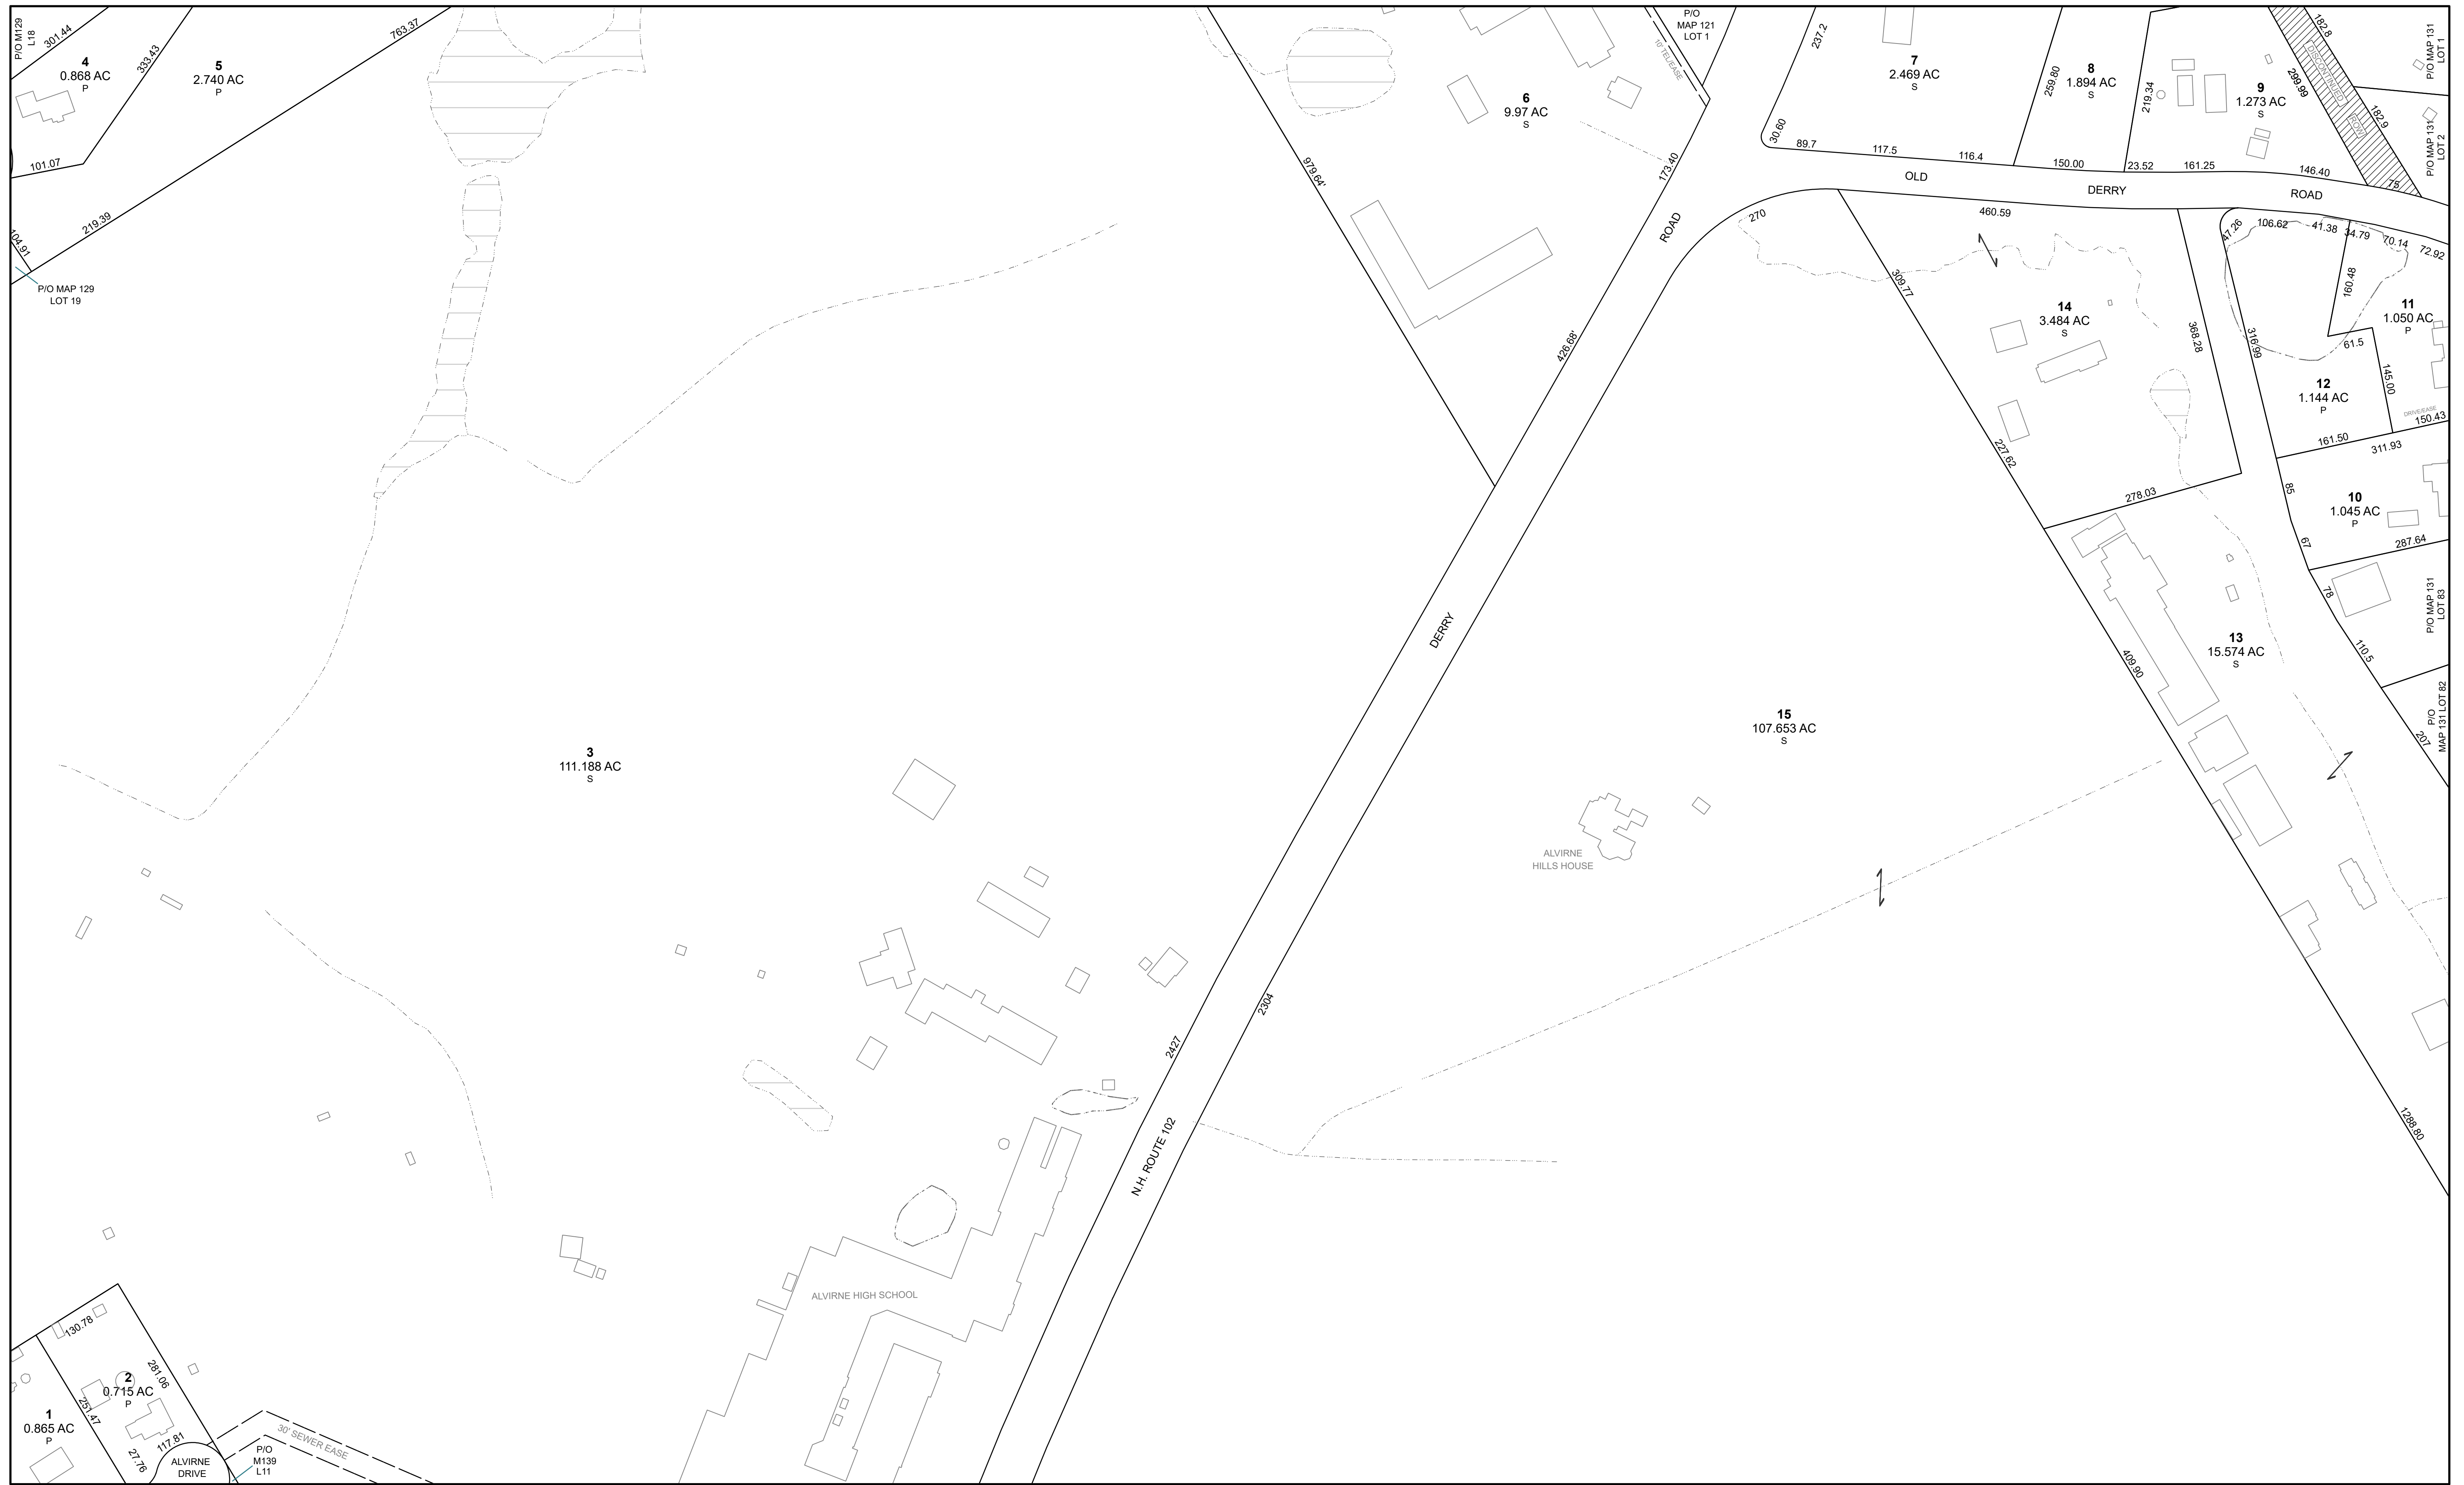 P/O M129
L18
301.44
4
0.868 AC
P
333.43
5
2.740 AC
P
763.37
101.07
219.39
104.91
P/O MAP 129
LOT 19
979.64'
6
9.97 AC
S
10' TEL/EASE
P/O
MAP 121
LOT 1
173.40
426.68'
237.2
30.60
7
2.469 AC
S
89.7
117.5
116.4
259.80
8
1.894 AC
S
150.00
219.34
9
1.273 AC
S
23.52
161.25
146.40
299.99
DISCONTINUED
ROW
182.8
182.9
75
P/O MAP 131
LOT 1
P/O MAP 131
LOT 2
OLD
DERRY
ROAD
ROAD
270
460.59
309.77
14
3.484 AC
S
368.28
227.62
278.03
47.26
106.62
41.38
34.79
70.14
72.92
316.99
160.48
61.5
11
1.050 AC
P
12
1.144 AC
P
145.00
DRIVE/EASE
150.43
161.50
311.93
85
10
1.045 AC
P
67
287.64
78
P/O MAP 131
LOT 83
110.5
P/O
MAP 131 LOT 82
207
13
15.574 AC
S
409.90
DERRY
15
107.653 AC
S
3
111.188 AC
S
ALVIRNE
HILLS HOUSE
2304
2427
N.H. ROUTE 102
1288.80
ALVIRNE HIGH SCHOOL
130.78
281.06
2
0.715 AC
P
251.47
1
0.865 AC
P
27.76
117.81
ALVIRNE
DRIVE
P/O
M139
L11
30' SEWER EASE